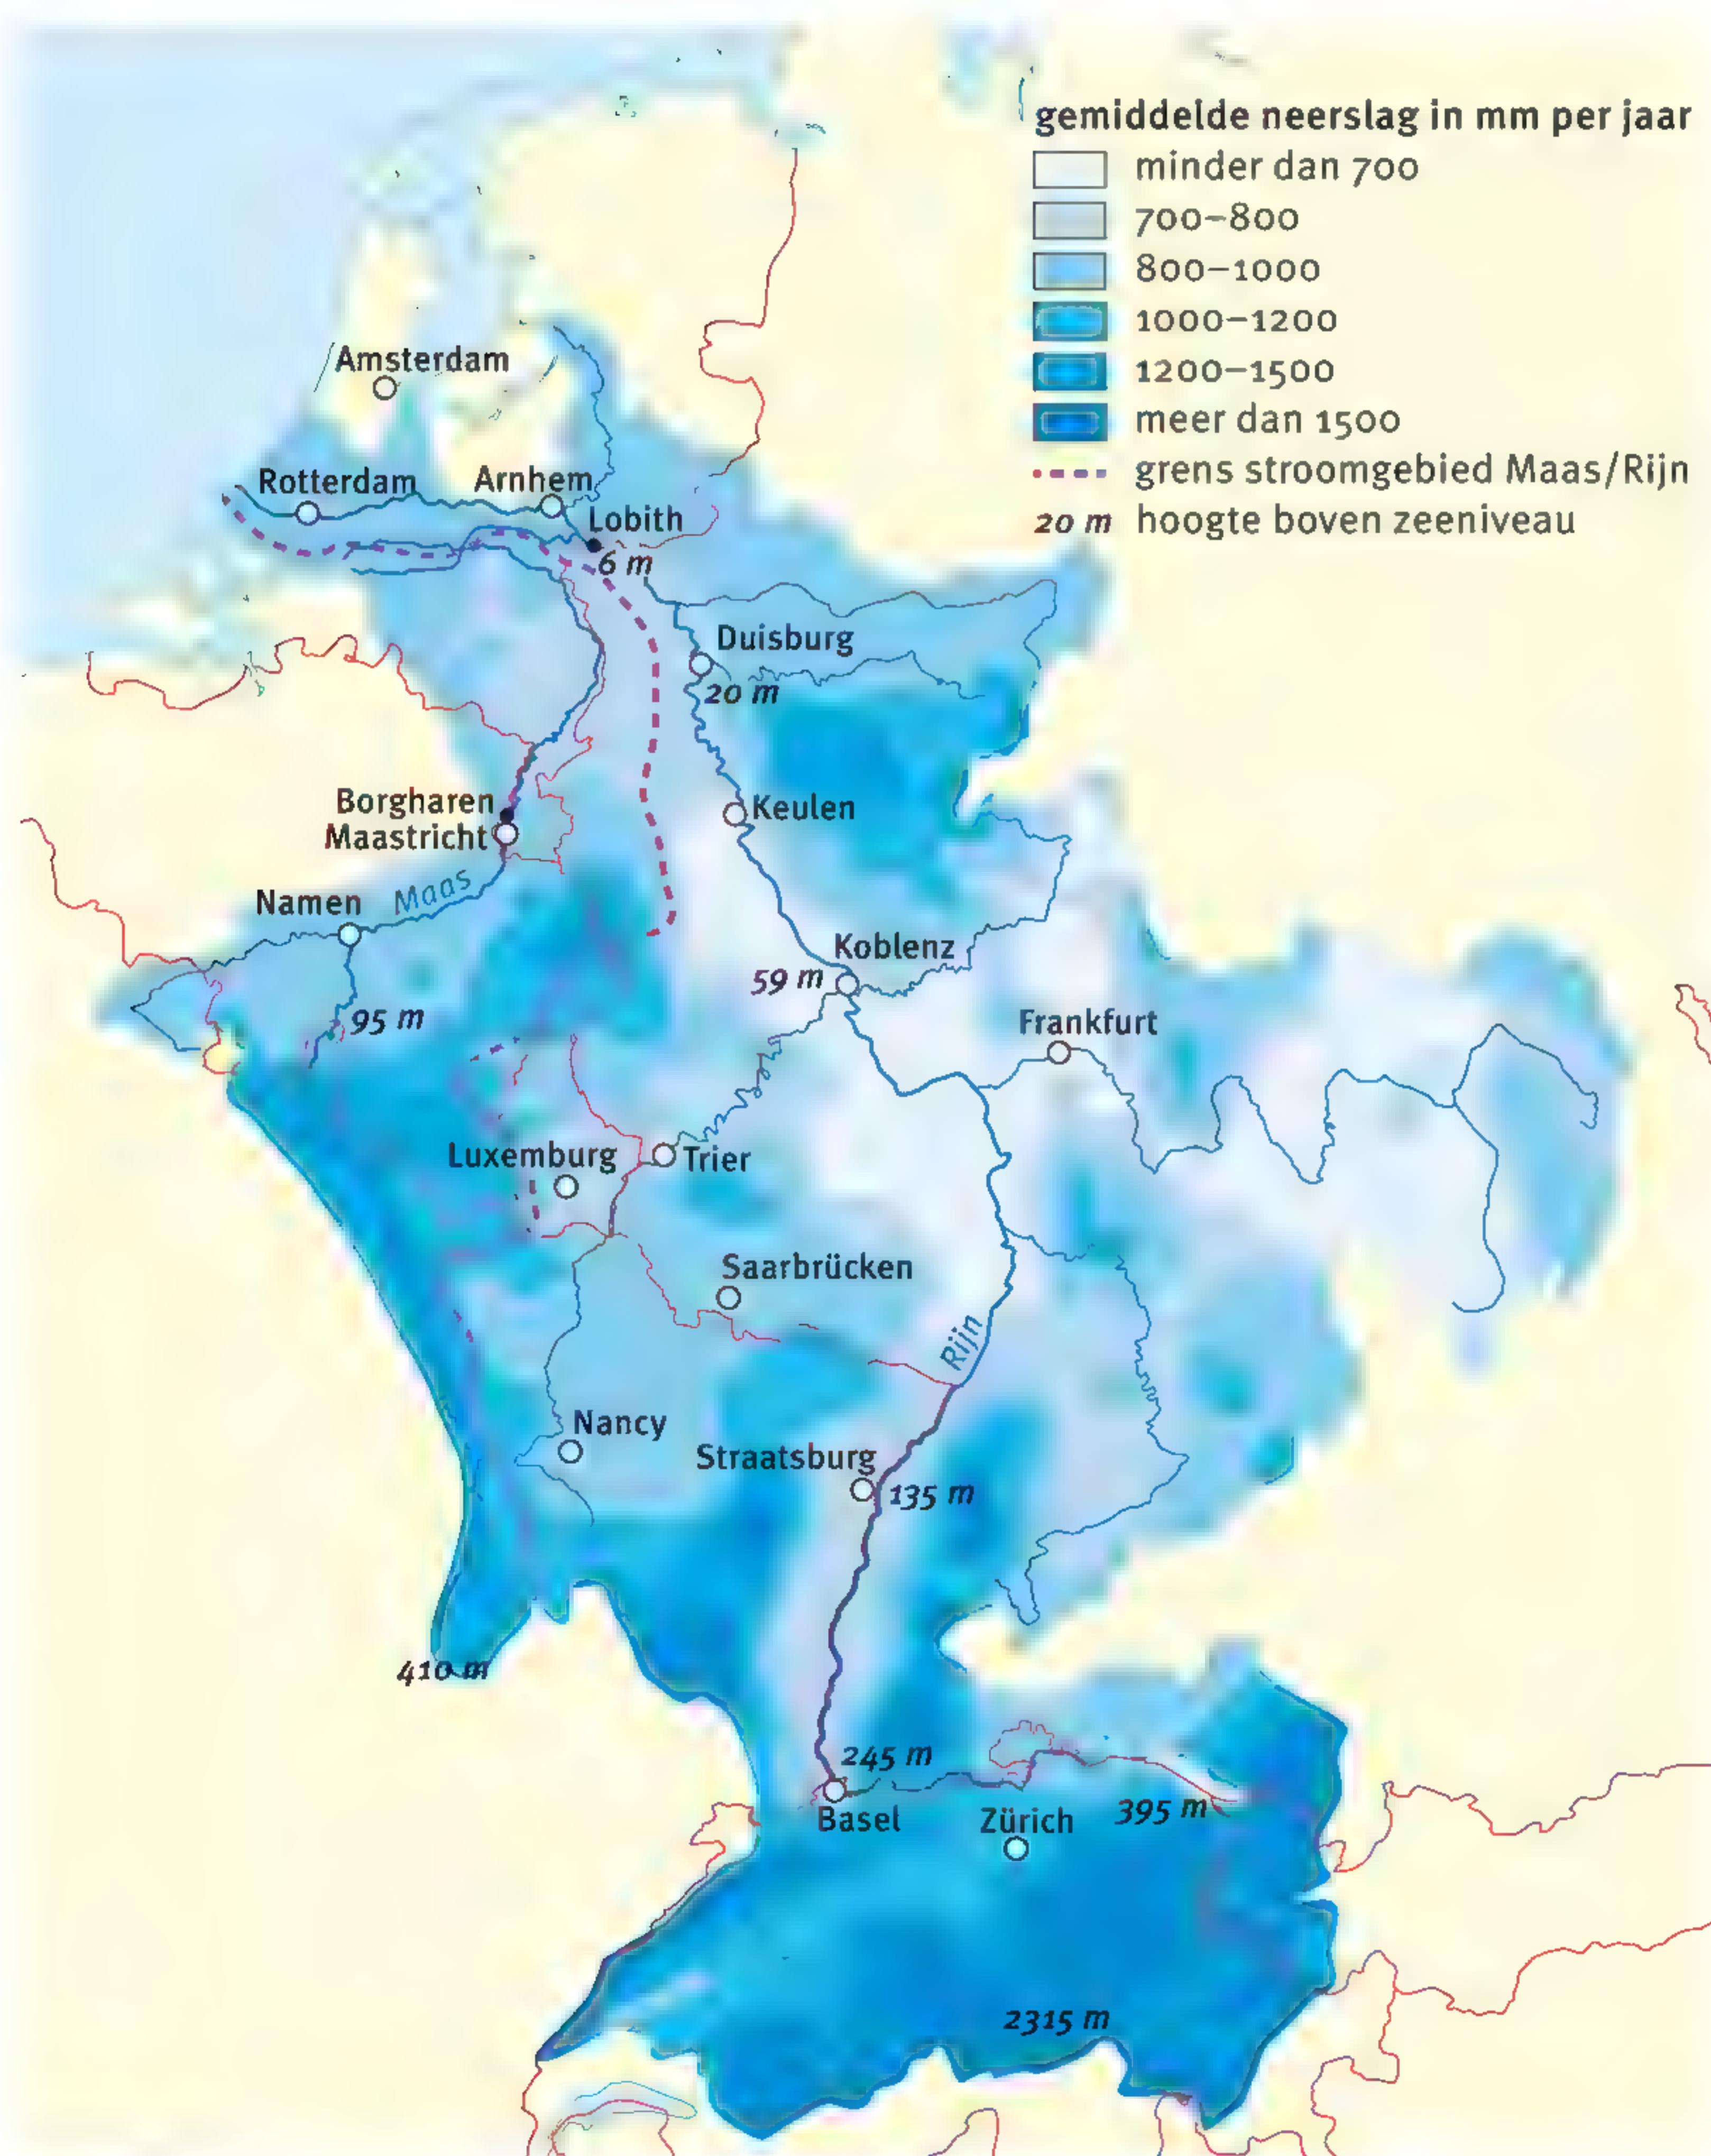 gemiddelde neerslag in mm per jaar
minder dan 700
700–800
800–1000
1000–1200
1200–1500
meer dan 1500
grens stroomgebied Maas/Rijn
20 m hoogte boven zeeniveau
Amsterdam
Rotterdam
Arnhem
Lobith
6 m
Duisburg
20 m
Borgharen
Maastricht
Keulen
Namen
Maas
Koblenz
59 m
95 m
Frankfurt
Luxemburg
Trier
Saarbrücken
Rijn
Nancy
Straatsburg
135 m
410 m
245 m
Basel
Zürich
395 m
2315 m